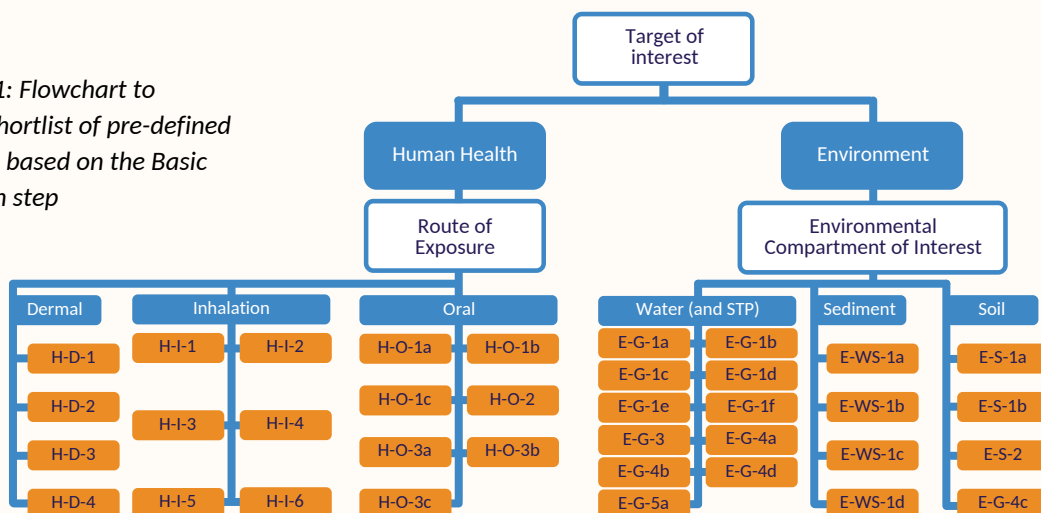 Target of
interest
1: Flowchart to
hortlist of pre-defined
based on the Basic
n step
Human Health
Environment
Route of
Exposure
Environmental
Compartment of Interest
Dermal
Inhalation
Oral
Water (and STP)
Sediment
Soil
H-D-1
H-D-2
H-D-3
H-D-4
H-I-1 H-I-2
H-I-3 H-I-4
H-I-5 H-I-6
H-O-1a H-O-1b
H-O-1c H-O-2
H-O-3a H-O-3b
H-O-3c
E-G-1a E-G-1b
E-G-1c E-G-1d
E-G-1e E-G-1f
E-G-3 E-G-4a
E-G-4b E-G-4d
E-G-5a
E-WS-1a
E-WS-1b
E-WS-1c
E-WS-1d
E-S-1a
E-S-1b
E-S-2
E-G-4c